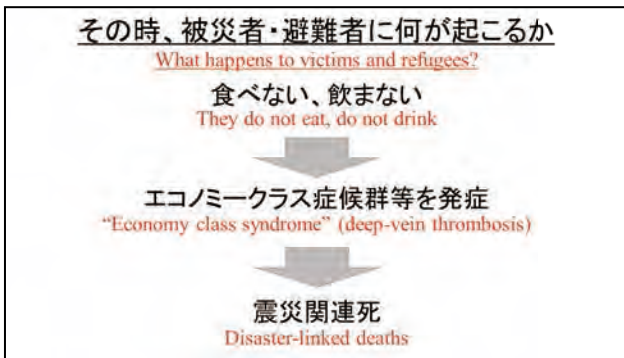 その時、被災者・避難者に何が起こるか
What happens to victims and refugees?
食べない、飲まない
They do not eat, do not drink
エコノミークラス症候群等を発症
“Economy class syndrome” (deep-vein thrombosis)
震災関連死
Disaster-linked deaths